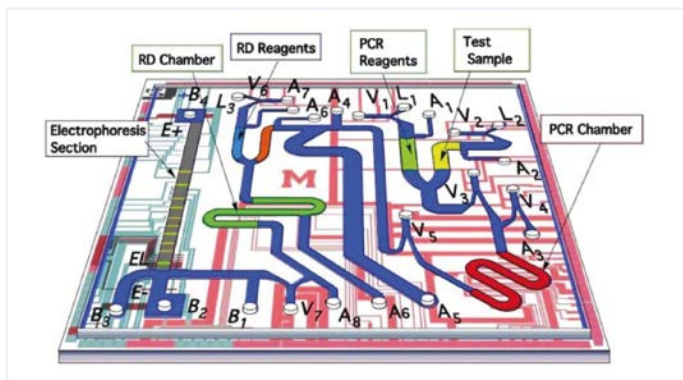 RD Chamber
RD Reagents
PCR
Reagents
Test
Sample
PCR Chamber
Electrophoresis
Section
B4
L3
V6
A7
A6
A4
V1
L1
A1
V2
L2
A2
V3
V4
A3
V5
E+
M
EL
E-
B3
B2
B1
V7
A8
A6
A5